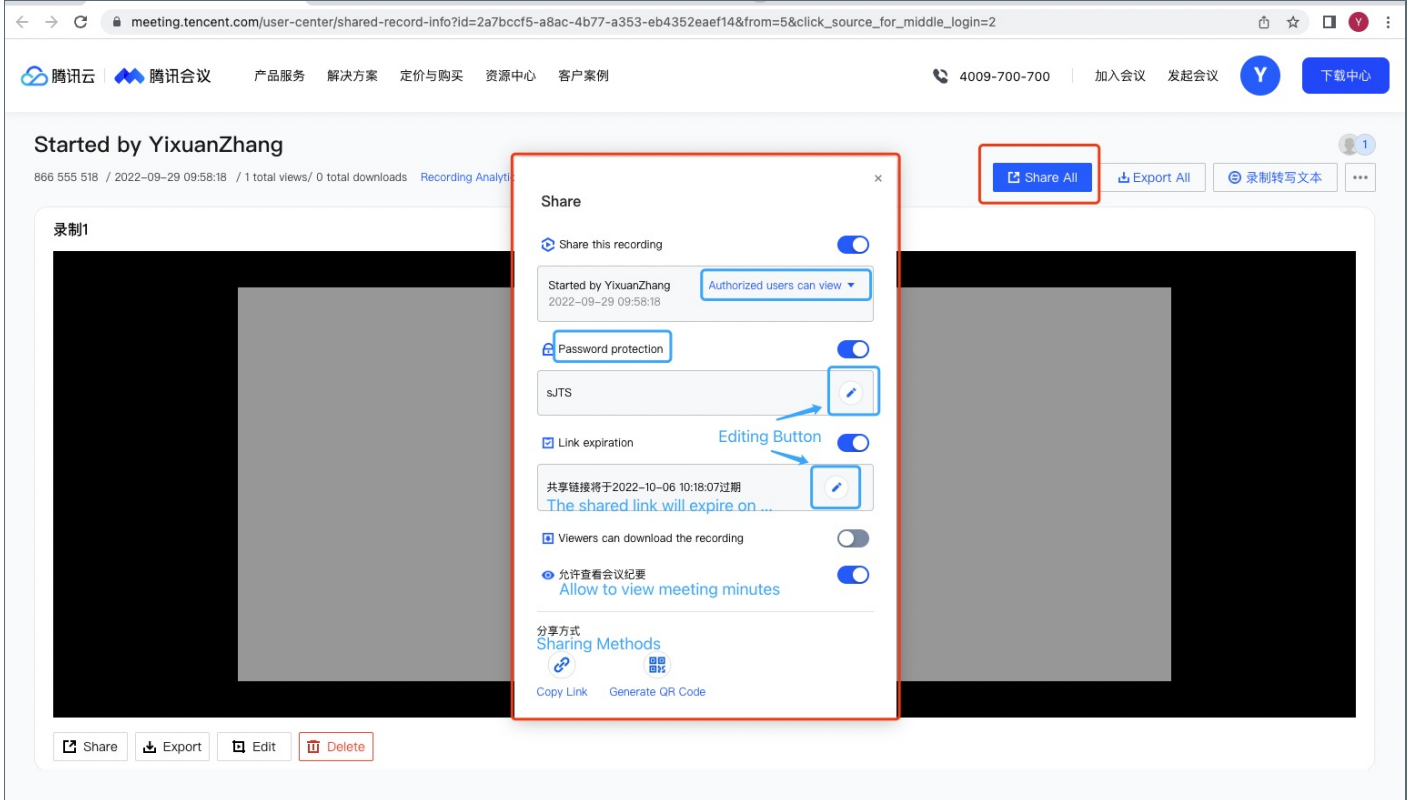 meeting.tencent.com/user-center/shared-record-info?id=2a7bccf5-a8ac-4b77-a353-eb4352eaef14&from=5&click_source_for_middle_login=2
Y
腾讯云 腾讯会议 产品服务 解决方案 定价与购买 资源中心 客户案例 4009-700-700 加入会议 发起会议 Y 下载中心
Started by YixuanZhang
1
866 555 518 / 2022-09-29 09:58:18 / 1 total views/ 0 total downloads Recording Analytic
Share All Export All 录制转写文本
录制1
Share
Share this recording
Started by YixuanZhang Authorized users can view
2022-09-29 09:58:18
Password protection
sJTS
Editing Button
Link expiration
共享链接将于2022-10-06 10:18:07过期
The shared link will expire on ...
Viewers can download the recording
允许查看会议纪要
Allow to view meeting minutes
分享方式
Sharing Methods
Copy Link Generate QR Code
Share Export Edit Delete